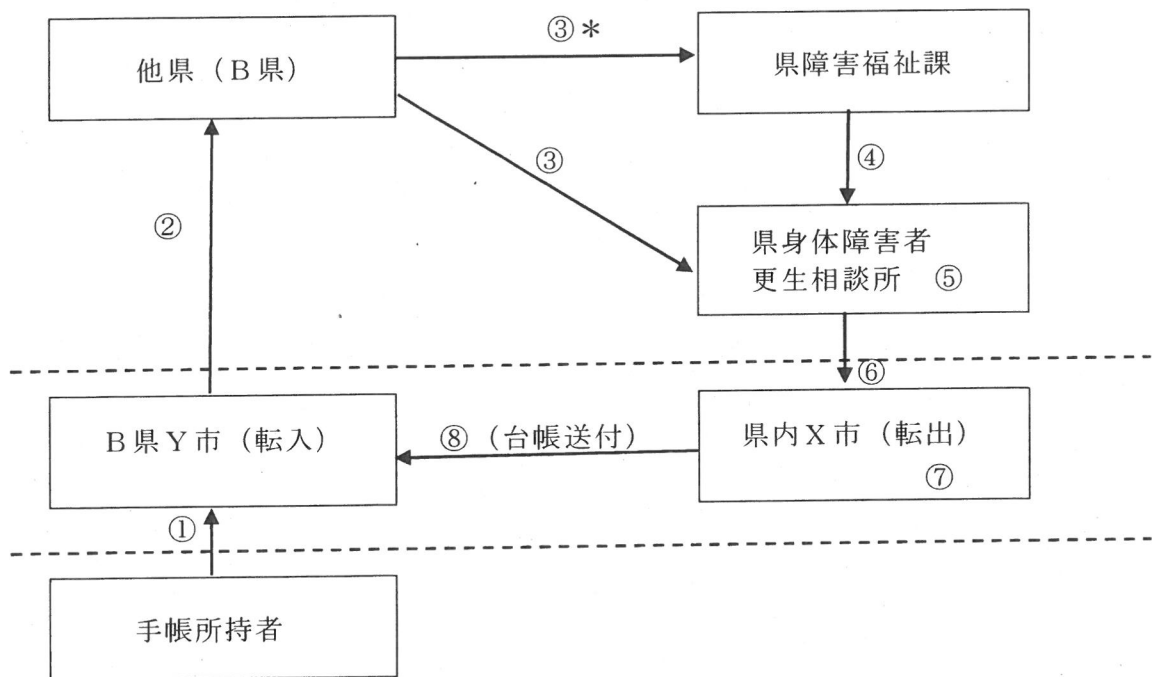 ③*
他県（Ｂ県）
県障害福祉課
③
④
②
県身体障害者
更生相談所 ⑤
⑥
Ｂ県Ｙ市（転入）
⑧（台帳送付）
県内Ｘ市（転出）
⑦
①
手帳所持者